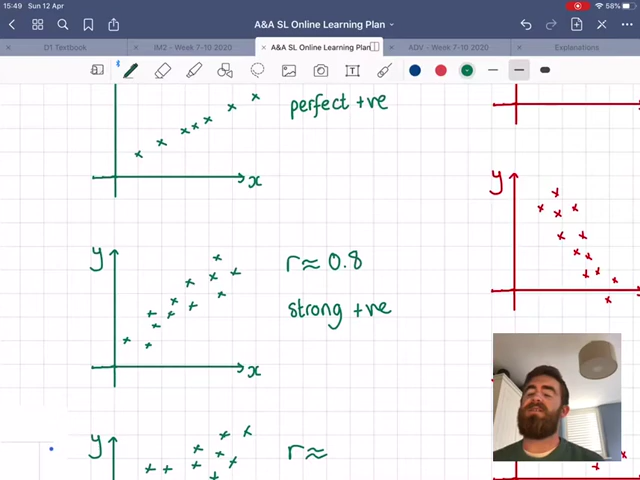 15:49 Sun 12 Apr
58%
A&A SL Online Learning Plan
D1 Textbook
IM2 - Week 7-10 2020
A&A SL Online Learning Plan
ADV - Week 7-10 2020
Explanations
perfect +ve
x
y
y
r ≈ 0.8
strong +ve
x
y
r ≈